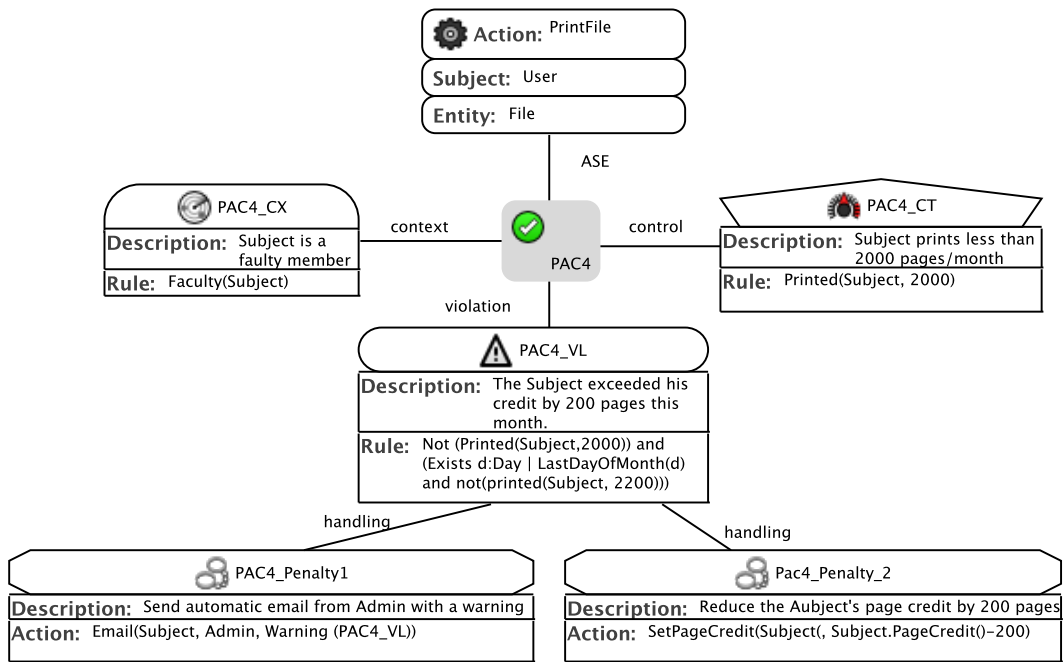 Action: PrintFile
Subject: User
Entity: File
ASE
PAC4_CX
Description: Subject is a
faulty member
Rule: Faculty(Subject)
context
PAC4
control
PAC4_CT
Description: Subject prints less than
2000 pages/month
Rule: Printed(Subject, 2000)
violation
PAC4_VL
Description: The Subject exceeded his
credit by 200 pages this
month.
Rule: Not (Printed(Subject,2000)) and
(Exists d:Day | LastDayOfMonth(d)
and not(printed(Subject, 2200)))
handling
handling
PAC4_Penalty1
Description: Send automatic email from Admin with a warning
Action: Email(Subject, Admin, Warning (PAC4_VL))
Pac4_Penalty_2
Description: Reduce the Aubject's page credit by 200 pages
Action: SetPageCredit(Subject(, Subject.PageCredit()-200)